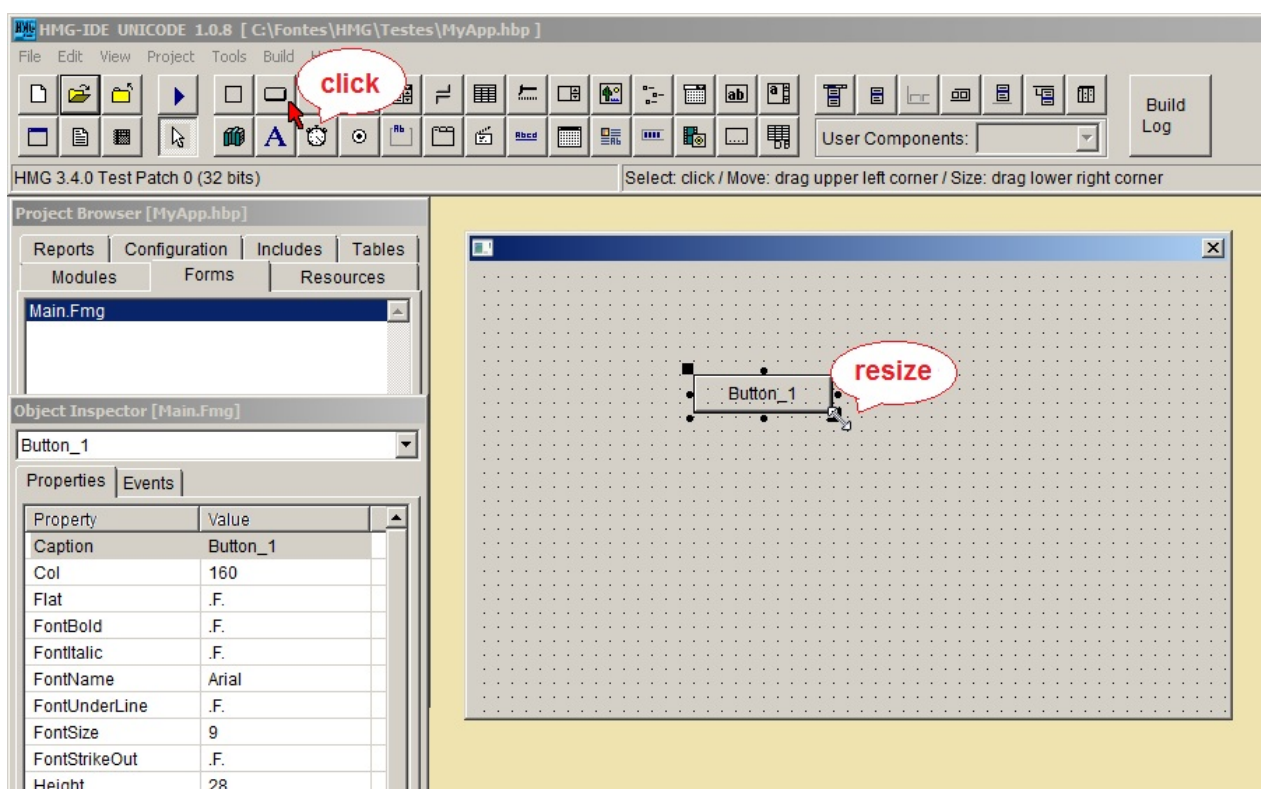 HMG-IDE UNICODE 1.0.8 [ C:\Fontes\HMG\Testes\MyApp.hbp ]
File Edit View Project Tools Build
click
Build
Log
User Components:
HMG 3.4.0 Test Patch 0 (32 bits)
Select: click / Move: drag upper left corner / Size: drag lower right corner
Project Browser [MyApp.hbp]
Reports Configuration Includes Tables
Modules Forms Resources
Main.Fmg
resize
Button_1
Object Inspector [Main.Fmg]
Button_1
Properties Events
Property Value
Caption Button_1
Col 160
Flat .F.
FontBold .F.
FontItalic .F.
FontName Arial
FontUnderLine .F.
FontSize 9
FontStrikeOut .F.
Height 28